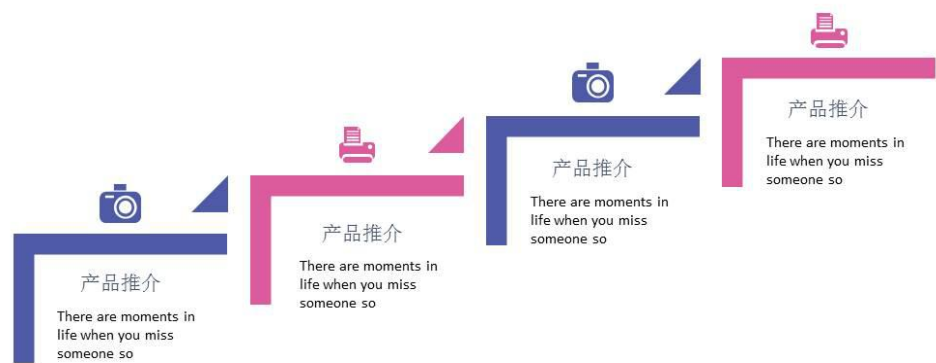 产品推介
There are moments in
life when you miss
someone so
产品推介
There are moments in
life when you miss
someone so
产品推介
There are moments in
life when you miss
someone so
产品推介
There are moments in
life when you miss
someone so